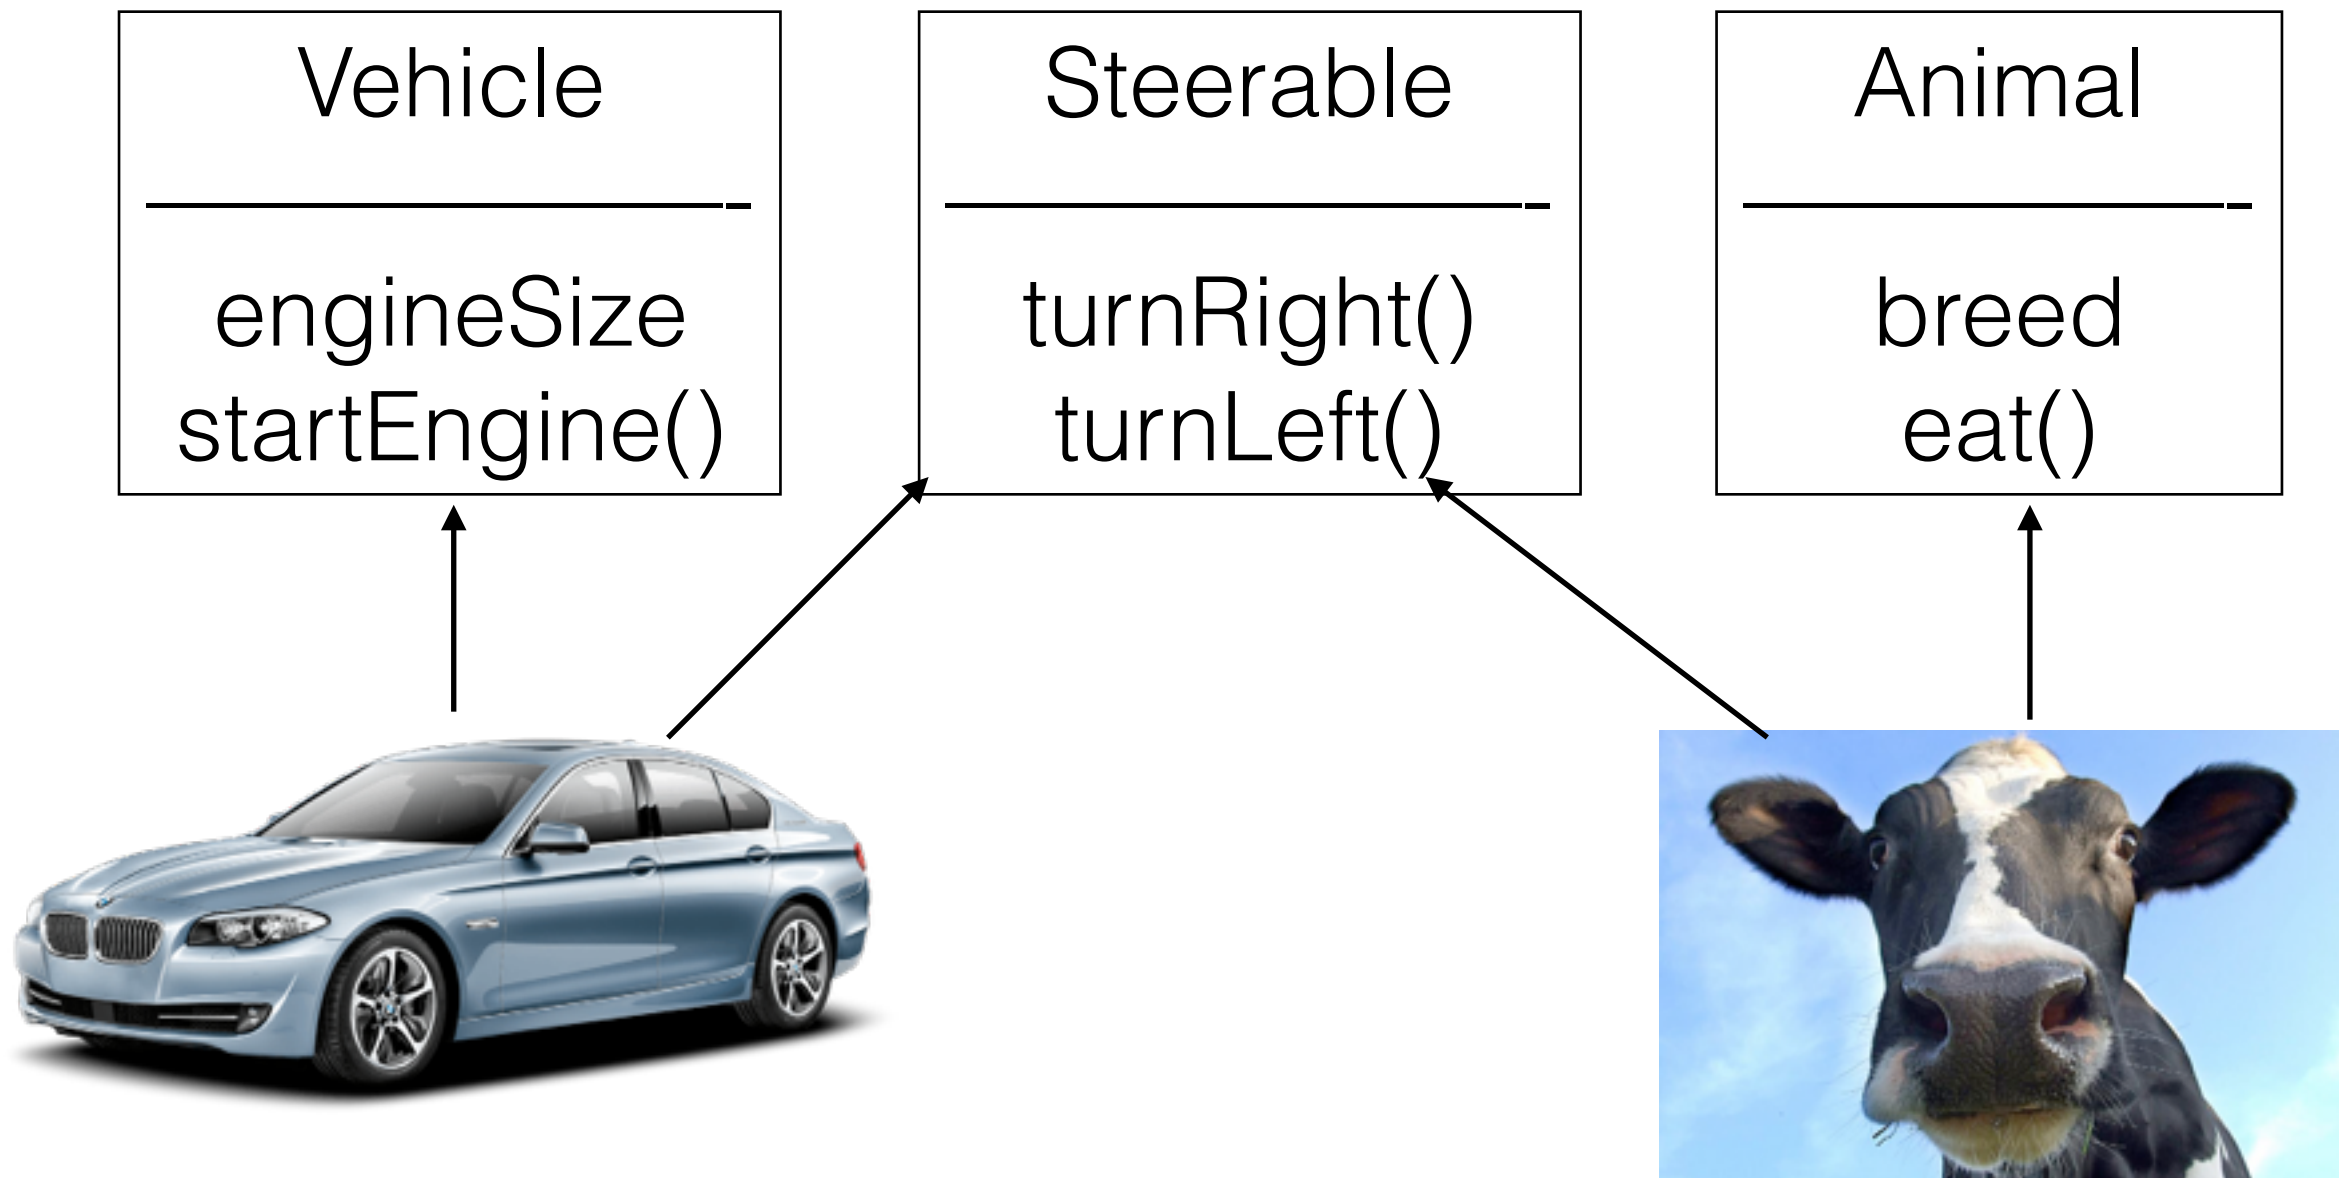 Vehicle
engineSize
startEngine()
Steerable
turnRight()
turnLeft()
Animal
breed
eat()